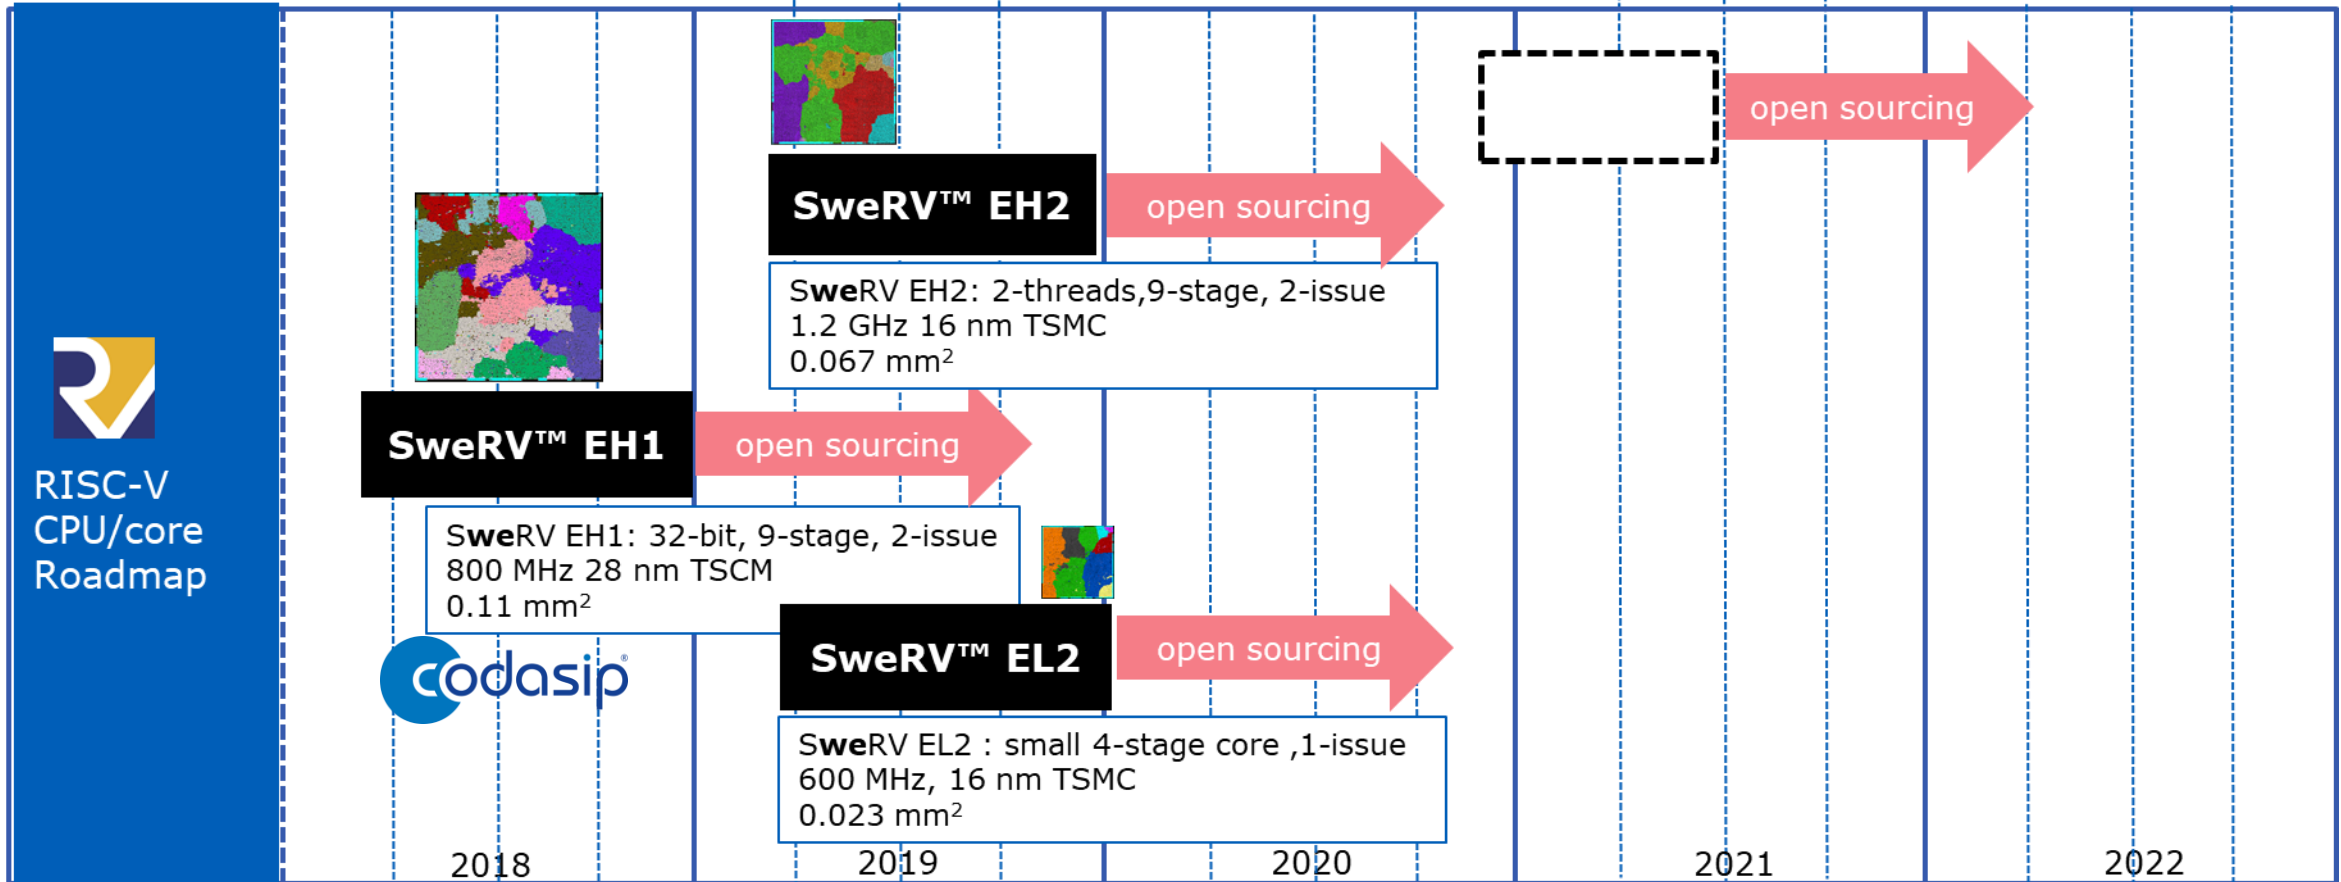 open sourcing
SweRV™ EH2
open sourcing
SweRV EH2: 2-threads,9-stage, 2-issue
1.2 GHz 16 nm TSMC
0.067 mm²
SweRV™ EH1
open sourcing
RISC-V
CPU/core
Roadmap
SweRV EH1: 32-bit, 9-stage, 2-issue
800 MHz 28 nm TSCM
0.11 mm²
SweRV™ EL2
open sourcing
codasip®
SweRV EL2 : small 4-stage core ,1-issue
600 MHz, 16 nm TSMC
0.023 mm²
2018
2019
2020
2021
2022